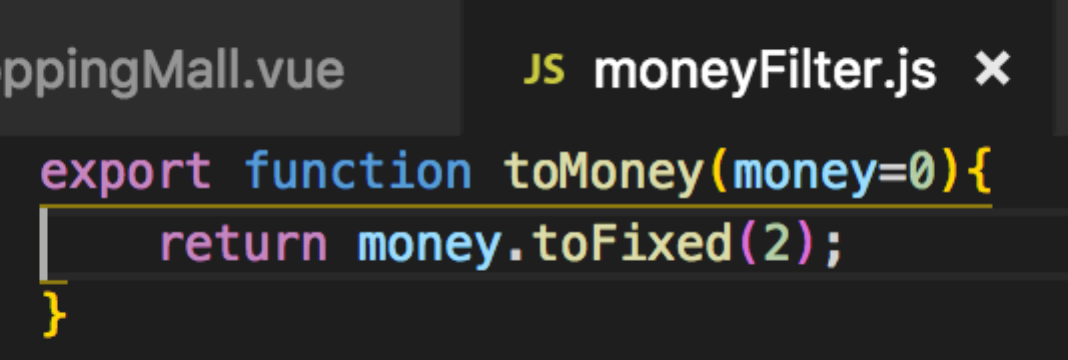 ppingMall.vue JS moneyFilter.js ×
export function toMoney(money=0){
    return money.toFixed(2);
}